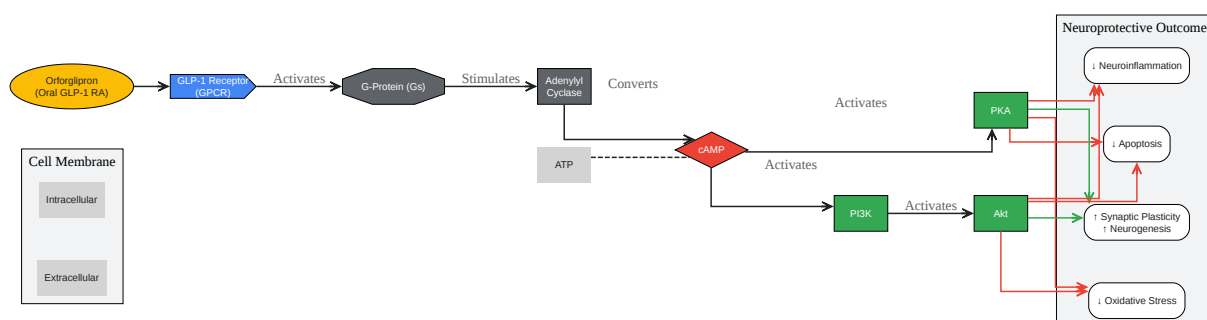 Orforglipron
(Oral GLP-1 RA)
GLP-1 Receptor
(GPCR)
Activates
G-Protein (Gs)
Stimulates
Adenylyl
Cyclase
Converts
ATP
cAMP
Activates
Activates
PKA
PI3K
Activates
Akt
Neuroprotective Outcome
↓ Neuroinflammation
↓ Apoptosis
↑ Synaptic Plasticity
↑ Neurogenesis
↓ Oxidative Stress
Cell Membrane
Intracellular
Extracellular